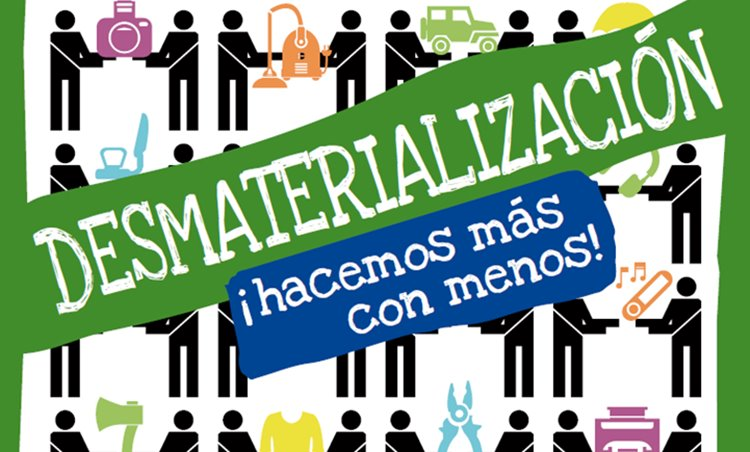 DESMATERIALIZACIÓN
¡hacemos más
con menos!